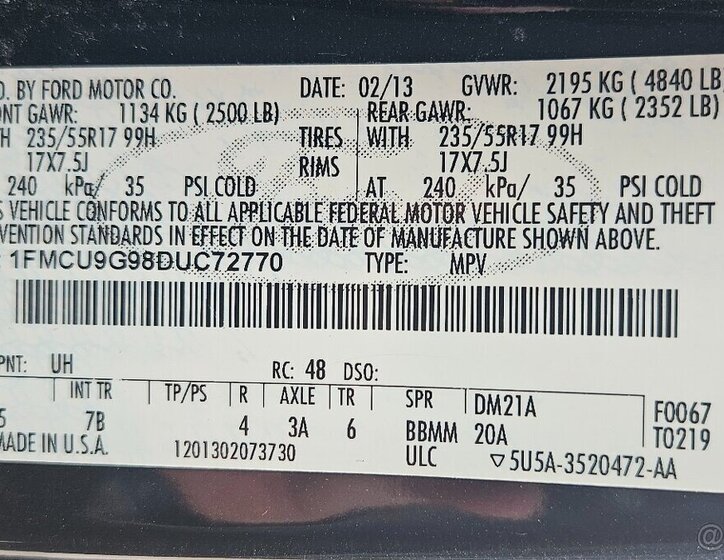 D. BY FORD MOTOR CO. DATE: 02/13 GVWR: 2195 KG ( 4840 LB
ONT GAWR: 1134 KG ( 2500 LB) REAR GAWR: 1067 KG ( 2352 LB)
H 235/55R17 99H TIRES WITH 235/55R17 99H
17X7.5J RIMS 17X7.5J
240 kPa/ 35 PSI COLD AT 240 kPa/ 35 PSI COLD
S VEHICLE CONFORMS TO ALL APPLICABLE FEDERAL MOTOR VEHICLE SAFETY AND THEFT
VENTION STANDARDS IN EFFECT ON THE DATE OF MANUFACTURE SHOWN ABOVE.
: 1FMCU9G98DUC72770 TYPE: MPV
PNT: UH RC: 48 DSO:
INT TR TP/PS R AXLE TR SPR DM21A F0067
5 7B 4 3A 6 BBMM 20A T0219
MADE IN U.S.A. 1201302073730 ULC ▽5U5A-3520472-AA
@